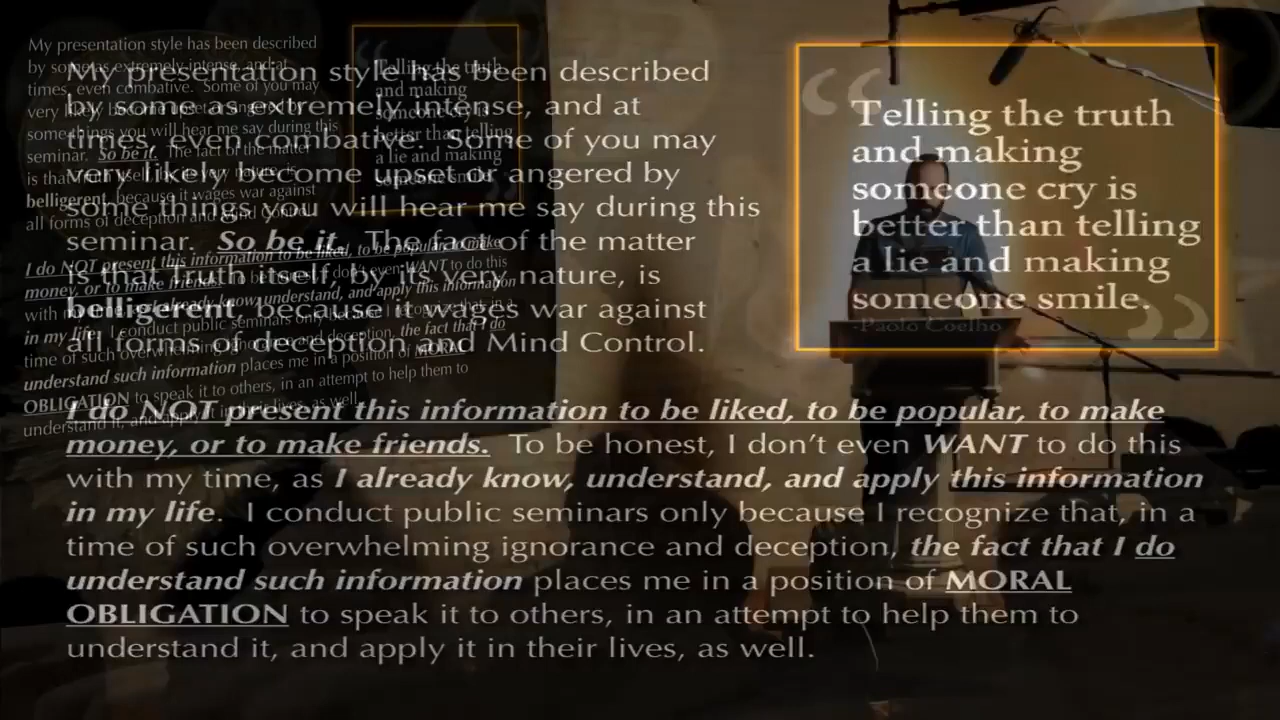 My presentation style has been described
by some as extremely intense, and at
times, even combative. Some of you may
very likely become upset or angered by
some things you will hear me say during this
seminar. So be it. The fact of the matter
is that Truth itself, by its very nature, is
belligerent, because it wages war against
all forms of deception and Mind Control.
“Telling the truth
and making
someone cry is
better than telling
a lie and making
someone smile.”
-Paolo Coelho
I do NOT present this information to be liked, to be popular, to make
money, or to make friends. To be honest, I don’t even WANT to do this
with my time, as I already know, understand, and apply this information
in my life. I conduct public seminars only because I recognize that, in a
time of such overwhelming ignorance and deception, the fact that I do
understand such information places me in a position of MORAL
OBLIGATION to speak it to others, in an attempt to help them to
understand it, and apply it in their lives, as well.